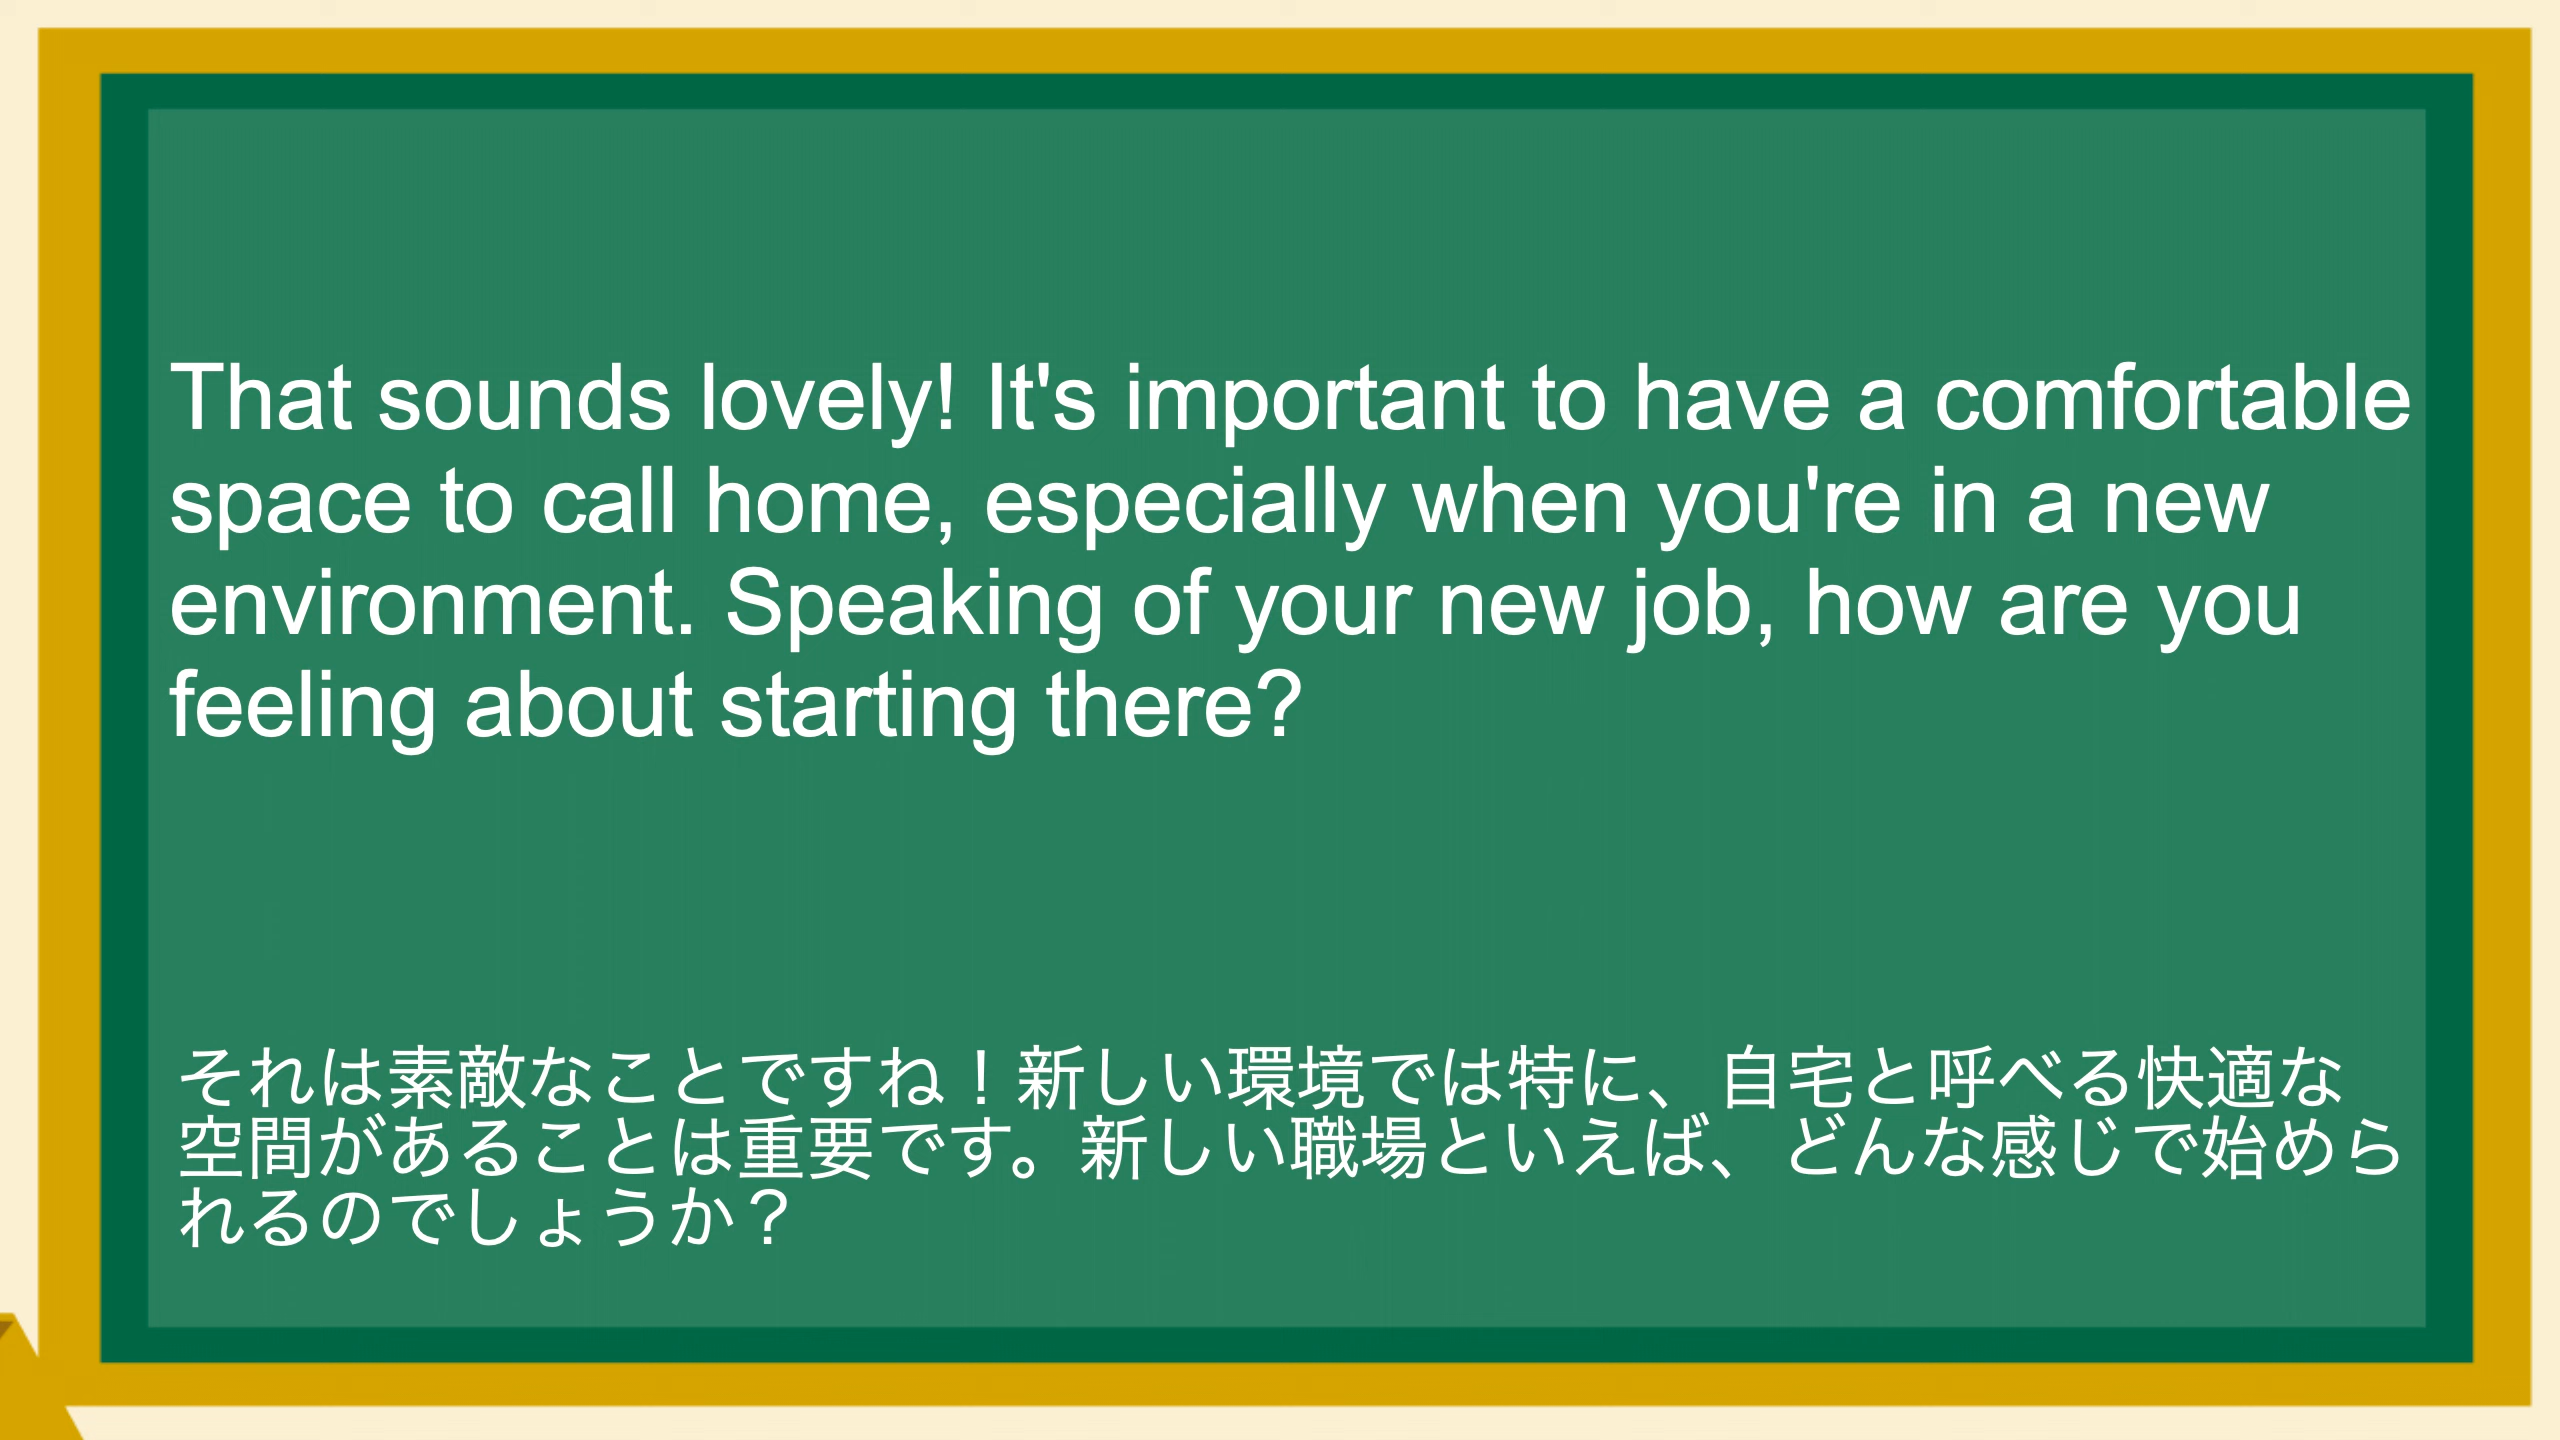 That sounds lovely! It's important to have a comfortable
space to call home, especially when you're in a new
environment. Speaking of your new job, how are you
feeling about starting there?
それは素敵なことですね！新しい環境では特に、自宅と呼べる快適な
空間があることは重要です。新しい職場といえば、どんな感じで始めら
れるのでしょうか？